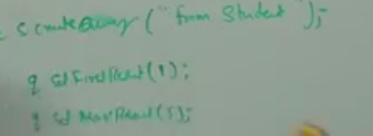 s createQuery ("from Student");
q setFirstResult(1);
q setMaxResult(5);